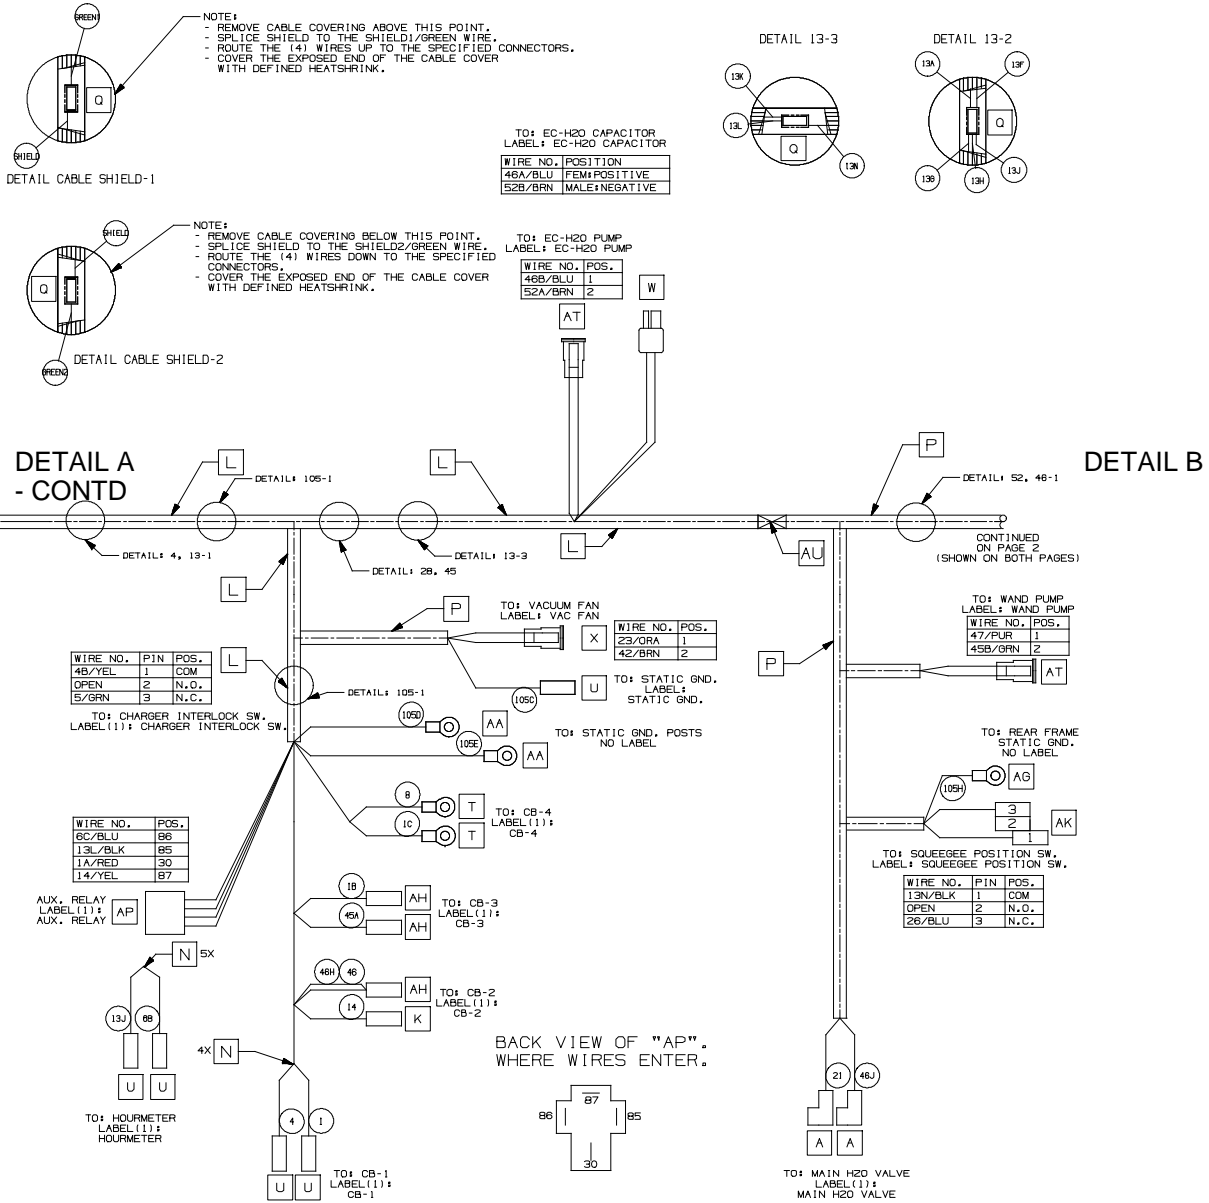 GREEN1
NOTE:
- REMOVE CABLE COVERING ABOVE THIS POINT.
- SPLICE SHIELD TO THE SHIELD1/GREEN WIRE.
- ROUTE THE (4) WIRES UP TO THE SPECIFIED CONNECTORS.
- COVER THE EXPOSED END OF THE CABLE COVER
WITH DEFINED HEATSHRINK.
Q
SHIELD
DETAIL CABLE SHIELD-1
DETAIL 13-3
13K
13L
Q
13N
DETAIL 13-2
13A
13F
Q
13G
13H
13J
TO: EC-H2O CAPACITOR
LABEL: EC-H2O CAPACITOR
WIRE NO. POSITION
46A/BLU FEM:POSITIVE
52B/BRN MALE:NEGATIVE
SHIELD
NOTE:
- REMOVE CABLE COVERING BELOW THIS POINT.
- SPLICE SHIELD TO THE SHIELD2/GREEN WIRE.
- ROUTE THE (4) WIRES DOWN TO THE SPECIFIED
CONNECTORS.
- COVER THE EXPOSED END OF THE CABLE COVER
WITH DEFINED HEATSHRINK.
Q
GREEN2
DETAIL CABLE SHIELD-2
TO: EC-H2O PUMP
LABEL: EC-H2O PUMP
WIRE NO. POS.
46B/BLU 1
52A/BRN 2
AT
W
DETAIL A
- CONTD
DETAIL B
L
DETAIL: 105-1
L
P
DETAIL: 52, 46-1
DETAIL: 4, 13-1
DETAIL: 13-3
DETAIL: 28, 45
L
L
AU
CONTINUED
ON PAGE 2
(SHOWN ON BOTH PAGES)
P
TO: VACUUM FAN
LABEL: VAC FAN
X
WIRE NO. POS.
23/ORA 1
42/BRN 2
TO: WAND PUMP
LABEL: WAND PUMP
WIRE NO. POS.
47/PUR 1
45B/GRN 2
AT
P
WIRE NO. PIN POS.
4B/YEL 1 COM
OPEN 2 N.O.
5/GRN 3 N.C.
TO: CHARGER INTERLOCK SW.
LABEL(1): CHARGER INTERLOCK SW.
L
DETAIL: 105-1
105C
U
TO: STATIC GND.
LABEL:
STATIC GND.
105D
AA
105E
AA
TO: STATIC GND. POSTS
NO LABEL
TO: REAR FRAME
STATIC GND.
NO LABEL
105H
AG
3
2
1
AK
TO: SQUEEGEE POSITION SW.
LABEL: SQUEEGEE POSITION SW.
WIRE NO. PIN POS.
13N/BLK 1 COM
OPEN 2 N.O.
26/BLU 3 N.C.
8
T
1C
T
TO: CB-4
LABEL(1):
CB-4
WIRE NO. POS.
6C/BLU 86
13L/BLK 85
1A/RED 30
14/YEL 87
AUX. RELAY
LABEL(1):
AUX. RELAY
AP
1B
AH
45A
AH
TO: CB-3
LABEL(1):
CB-3
N 5X
13J
6B
U
U
TO: HOURMETER
LABEL(1):
HOURMETER
46H
46
AH
14
K
TO: CB-2
LABEL(1):
CB-2
4X N
4
1
U
U
TO: CB-1
LABEL(1):
CB-1
BACK VIEW OF "AP".
WHERE WIRES ENTER.
87
86
85
30
21
46J
A
A
TO: MAIN H2O VALVE
LABEL(1):
MAIN H2O VALVE